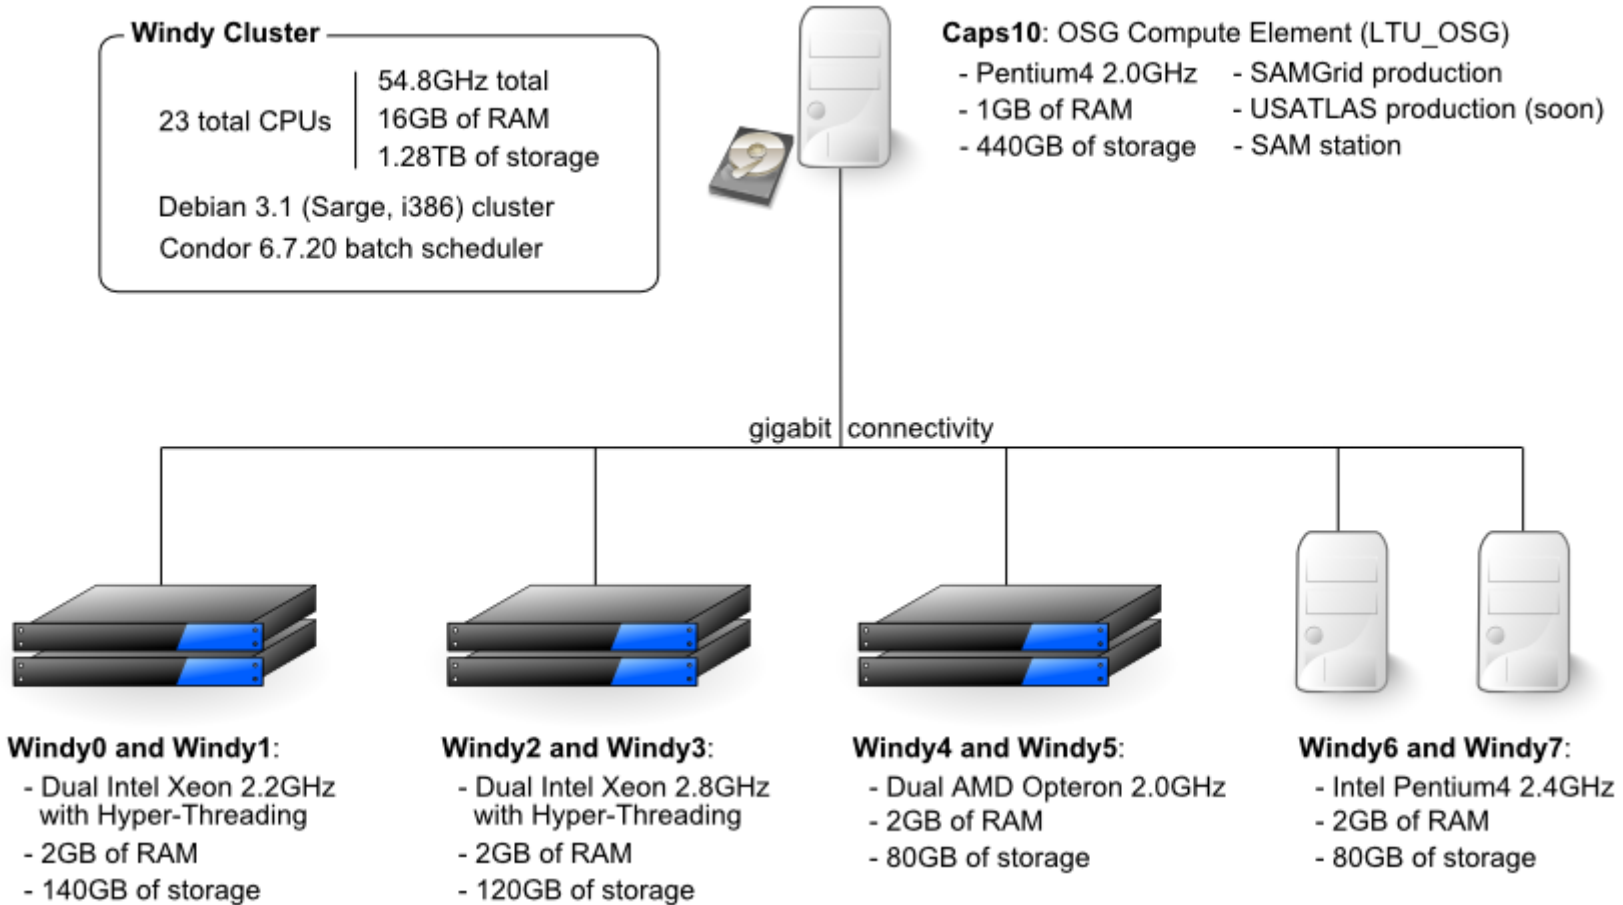 Windy Cluster
23 total CPUs
54.8GHz total
16GB of RAM
1.28TB of storage
Debian 3.1 (Sarge, i386) cluster
Condor 6.7.20 batch scheduler
Caps10: OSG Compute Element (LTU_OSG)
- Pentium4 2.0GHz
- 1GB of RAM
- 440GB of storage
- SAMGrid production
- USATLAS production (soon)
- SAM station
gigabit connectivity
Windy0 and Windy1:
- Dual Intel Xeon 2.2GHz
with Hyper-Threading
- 2GB of RAM
- 140GB of storage
Windy2 and Windy3:
- Dual Intel Xeon 2.8GHz
with Hyper-Threading
- 2GB of RAM
- 120GB of storage
Windy4 and Windy5:
- Dual AMD Opteron 2.0GHz
- 2GB of RAM
- 80GB of storage
Windy6 and Windy7:
- Intel Pentium4 2.4GHz
- 2GB of RAM
- 80GB of storage